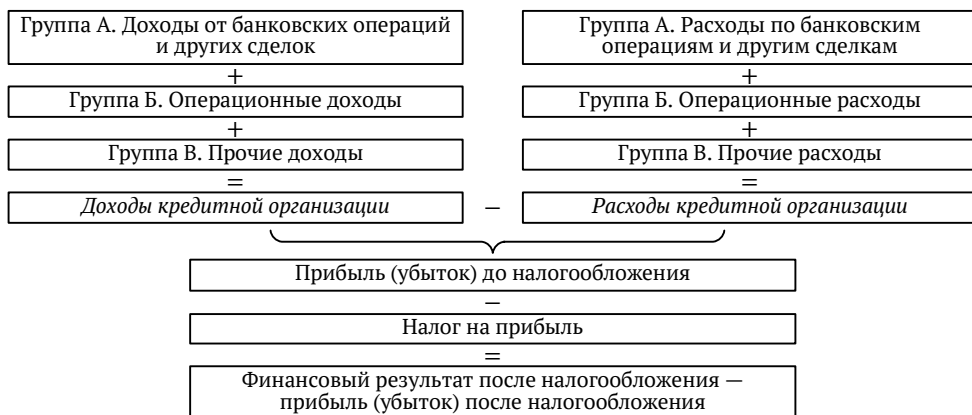 Группа А. Доходы от банковских операций
и других сделок
+
Группа Б. Операционные доходы
+
Группа В. Прочие доходы
=
Доходы кредитной организации
–
Группа А. Расходы по банковским
операциям и другим сделкам
+
Группа Б. Операционные расходы
+
Группа В. Прочие расходы
=
Расходы кредитной организации
Прибыль (убыток) до налогообложения
–
Налог на прибыль
=
Финансовый результат после налогообложения —
прибыль (убыток) после налогообложения